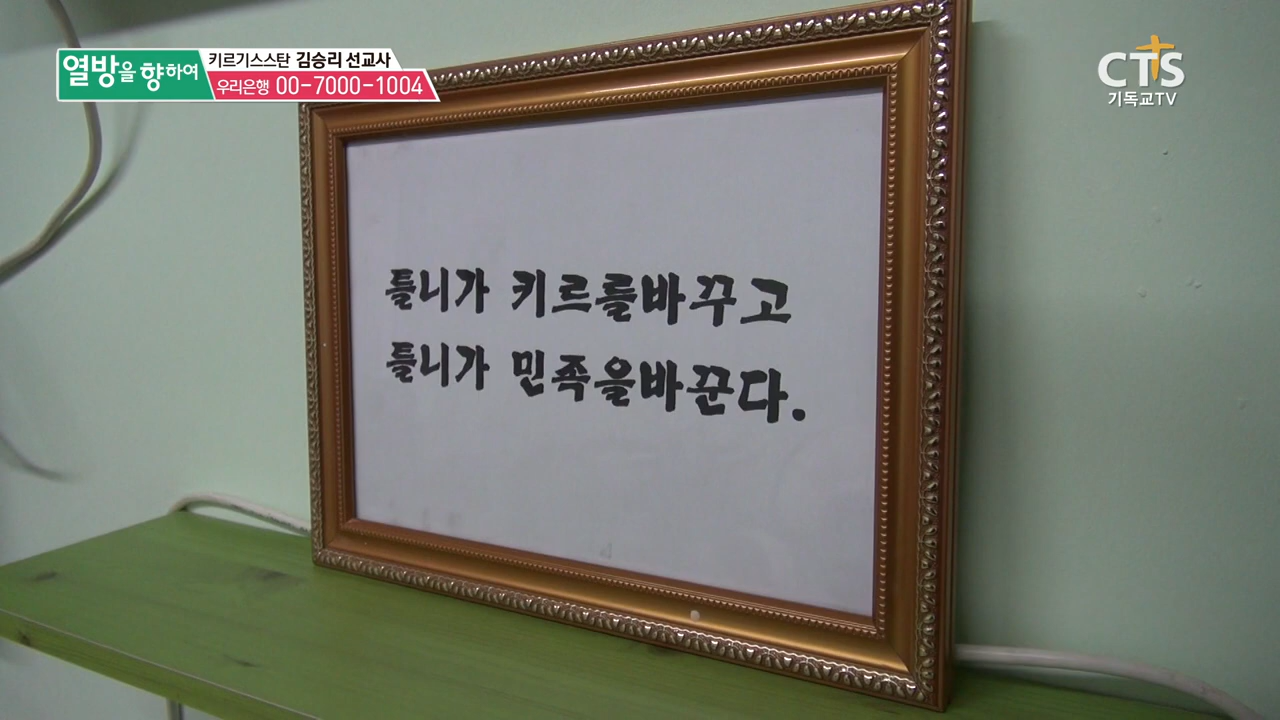 열방을 향하여
키르기스스탄 김승리 선교사
우리은행 00-7000-1004
CTS
기독교TV
틀니가 키르를바꾸고
틀니가 민족을바꾼다.